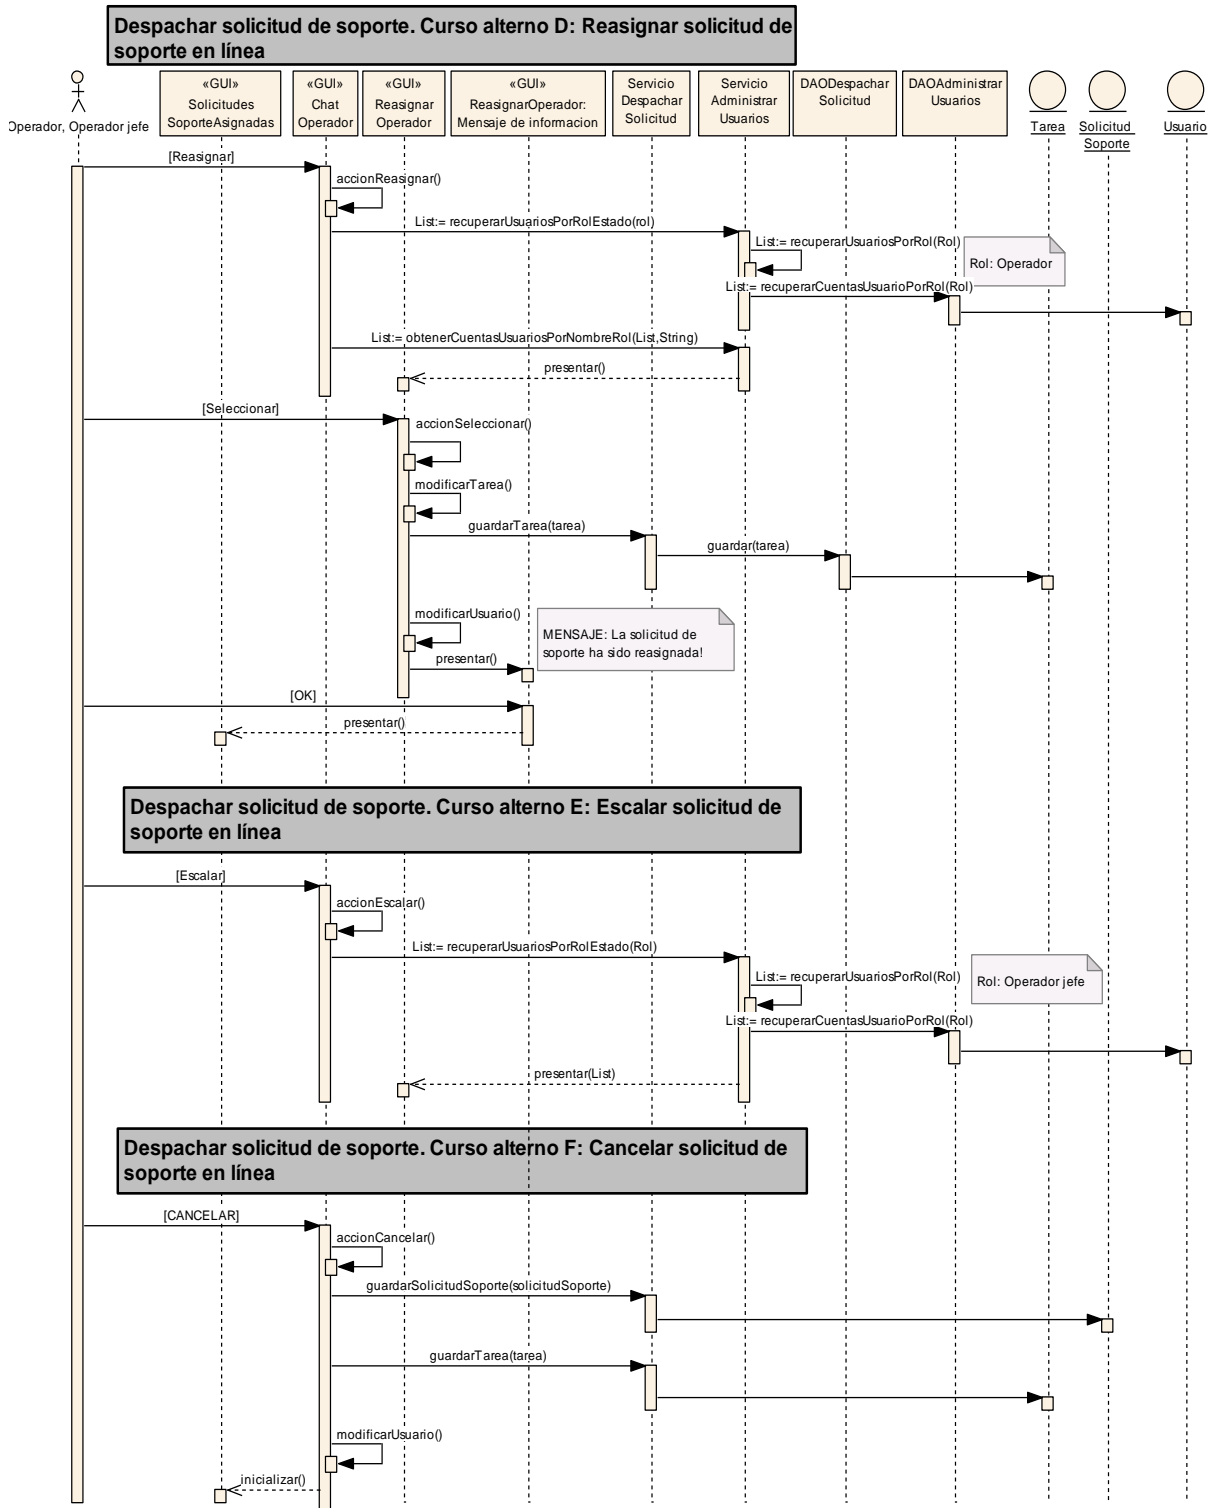 Despachar solicitud de soporte. Curso alterno D: Reasignar solicitud de
soporte en línea
«GUI»
Solicitudes
SoporteAsignadas
«GUI»
Chat
Operador
«GUI»
Reasignar
Operador
«GUI»
ReasignarOperador:
Mensaje de informacion
Servicio
Despachar
Solicitud
Servicio
Administrar
Usuarios
DAODespachar
Solicitud
DAOAdministrar
Usuarios
Operador, Operador jefe
Tarea
Solicitud
Soporte
Usuario
[Reasignar]
accionReasignar()
List:= recuperarUsuariosPorRolEstado(rol)
List:= recuperarUsuariosPorRol(Rol)
Rol: Operador
List:= recuperarCuentasUsuarioPorRol(Rol)
List:= obtenerCuentasUsuariosPorNombreRol(List,String)
presentar()
[Seleccionar]
accionSeleccionar()
modificarTarea()
guardarTarea(tarea)
guardar(tarea)
modificarUsuario()
MENSAJE: La solicitud de
soporte ha sido reasignada!
presentar()
[OK]
presentar()
Despachar solicitud de soporte. Curso alterno E: Escalar solicitud de
soporte en línea
[Escalar]
accionEscalar()
List:= recuperarUsuariosPorRolEstado(Rol)
List:= recuperarUsuariosPorRol(Rol)
Rol: Operador jefe
List:= recuperarCuentasUsuarioPorRol(Rol)
presentar(List)
Despachar solicitud de soporte. Curso alterno F: Cancelar solicitud de
soporte en línea
[CANCELAR]
accionCancelar()
guardarSolicitudSoporte(solicitudSoporte)
guardarTarea(tarea)
modificarUsuario()
inicializar()